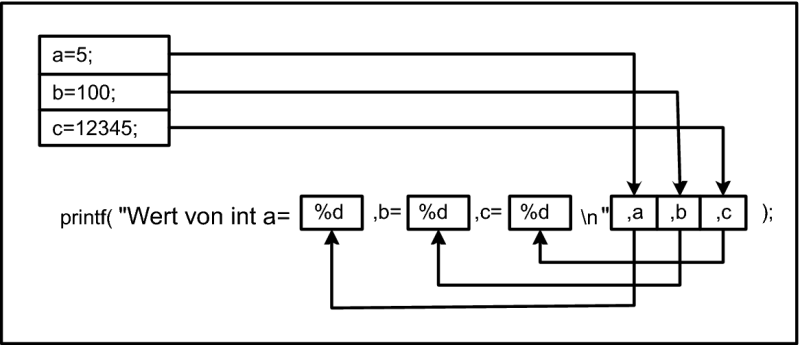 a=5;
b=100;
c=12345;
printf( "Wert von int a= %d ,b= %d ,c= %d \n" ,a ,b ,c );